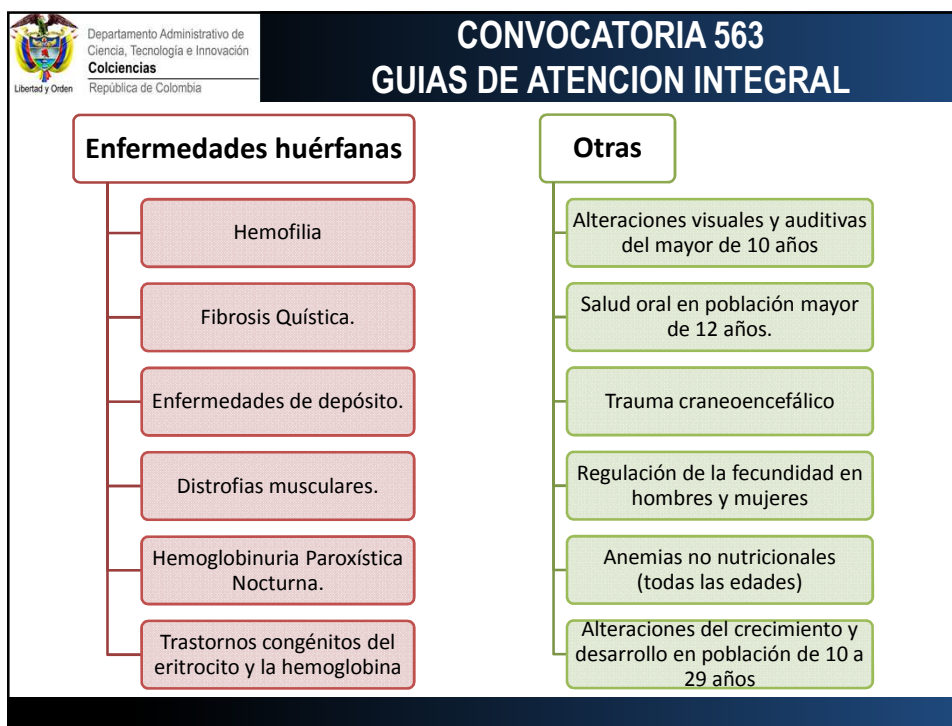 Libertad y Orden
Departamento Administrativo de
Ciencia, Tecnología e Innovación
Colciencias
República de Colombia
CONVOCATORIA 563
GUIAS DE ATENCION INTEGRAL
Enfermedades huérfanas
Hemofilia
Fibrosis Quística.
Enfermedades de depósito.
Distrofias musculares.
Hemoglobinuria Paroxística
Nocturna.
Trastornos congénitos del
eritrocito y la hemoglobina
Otras
Alteraciones visuales y auditivas
del mayor de 10 años
Salud oral en población mayor
de 12 años.
Trauma craneoencefálico
Regulación de la fecundidad en
hombres y mujeres
Anemias no nutricionales
(todas las edades)
Alteraciones del crecimiento y
desarrollo en población de 10 a
29 años